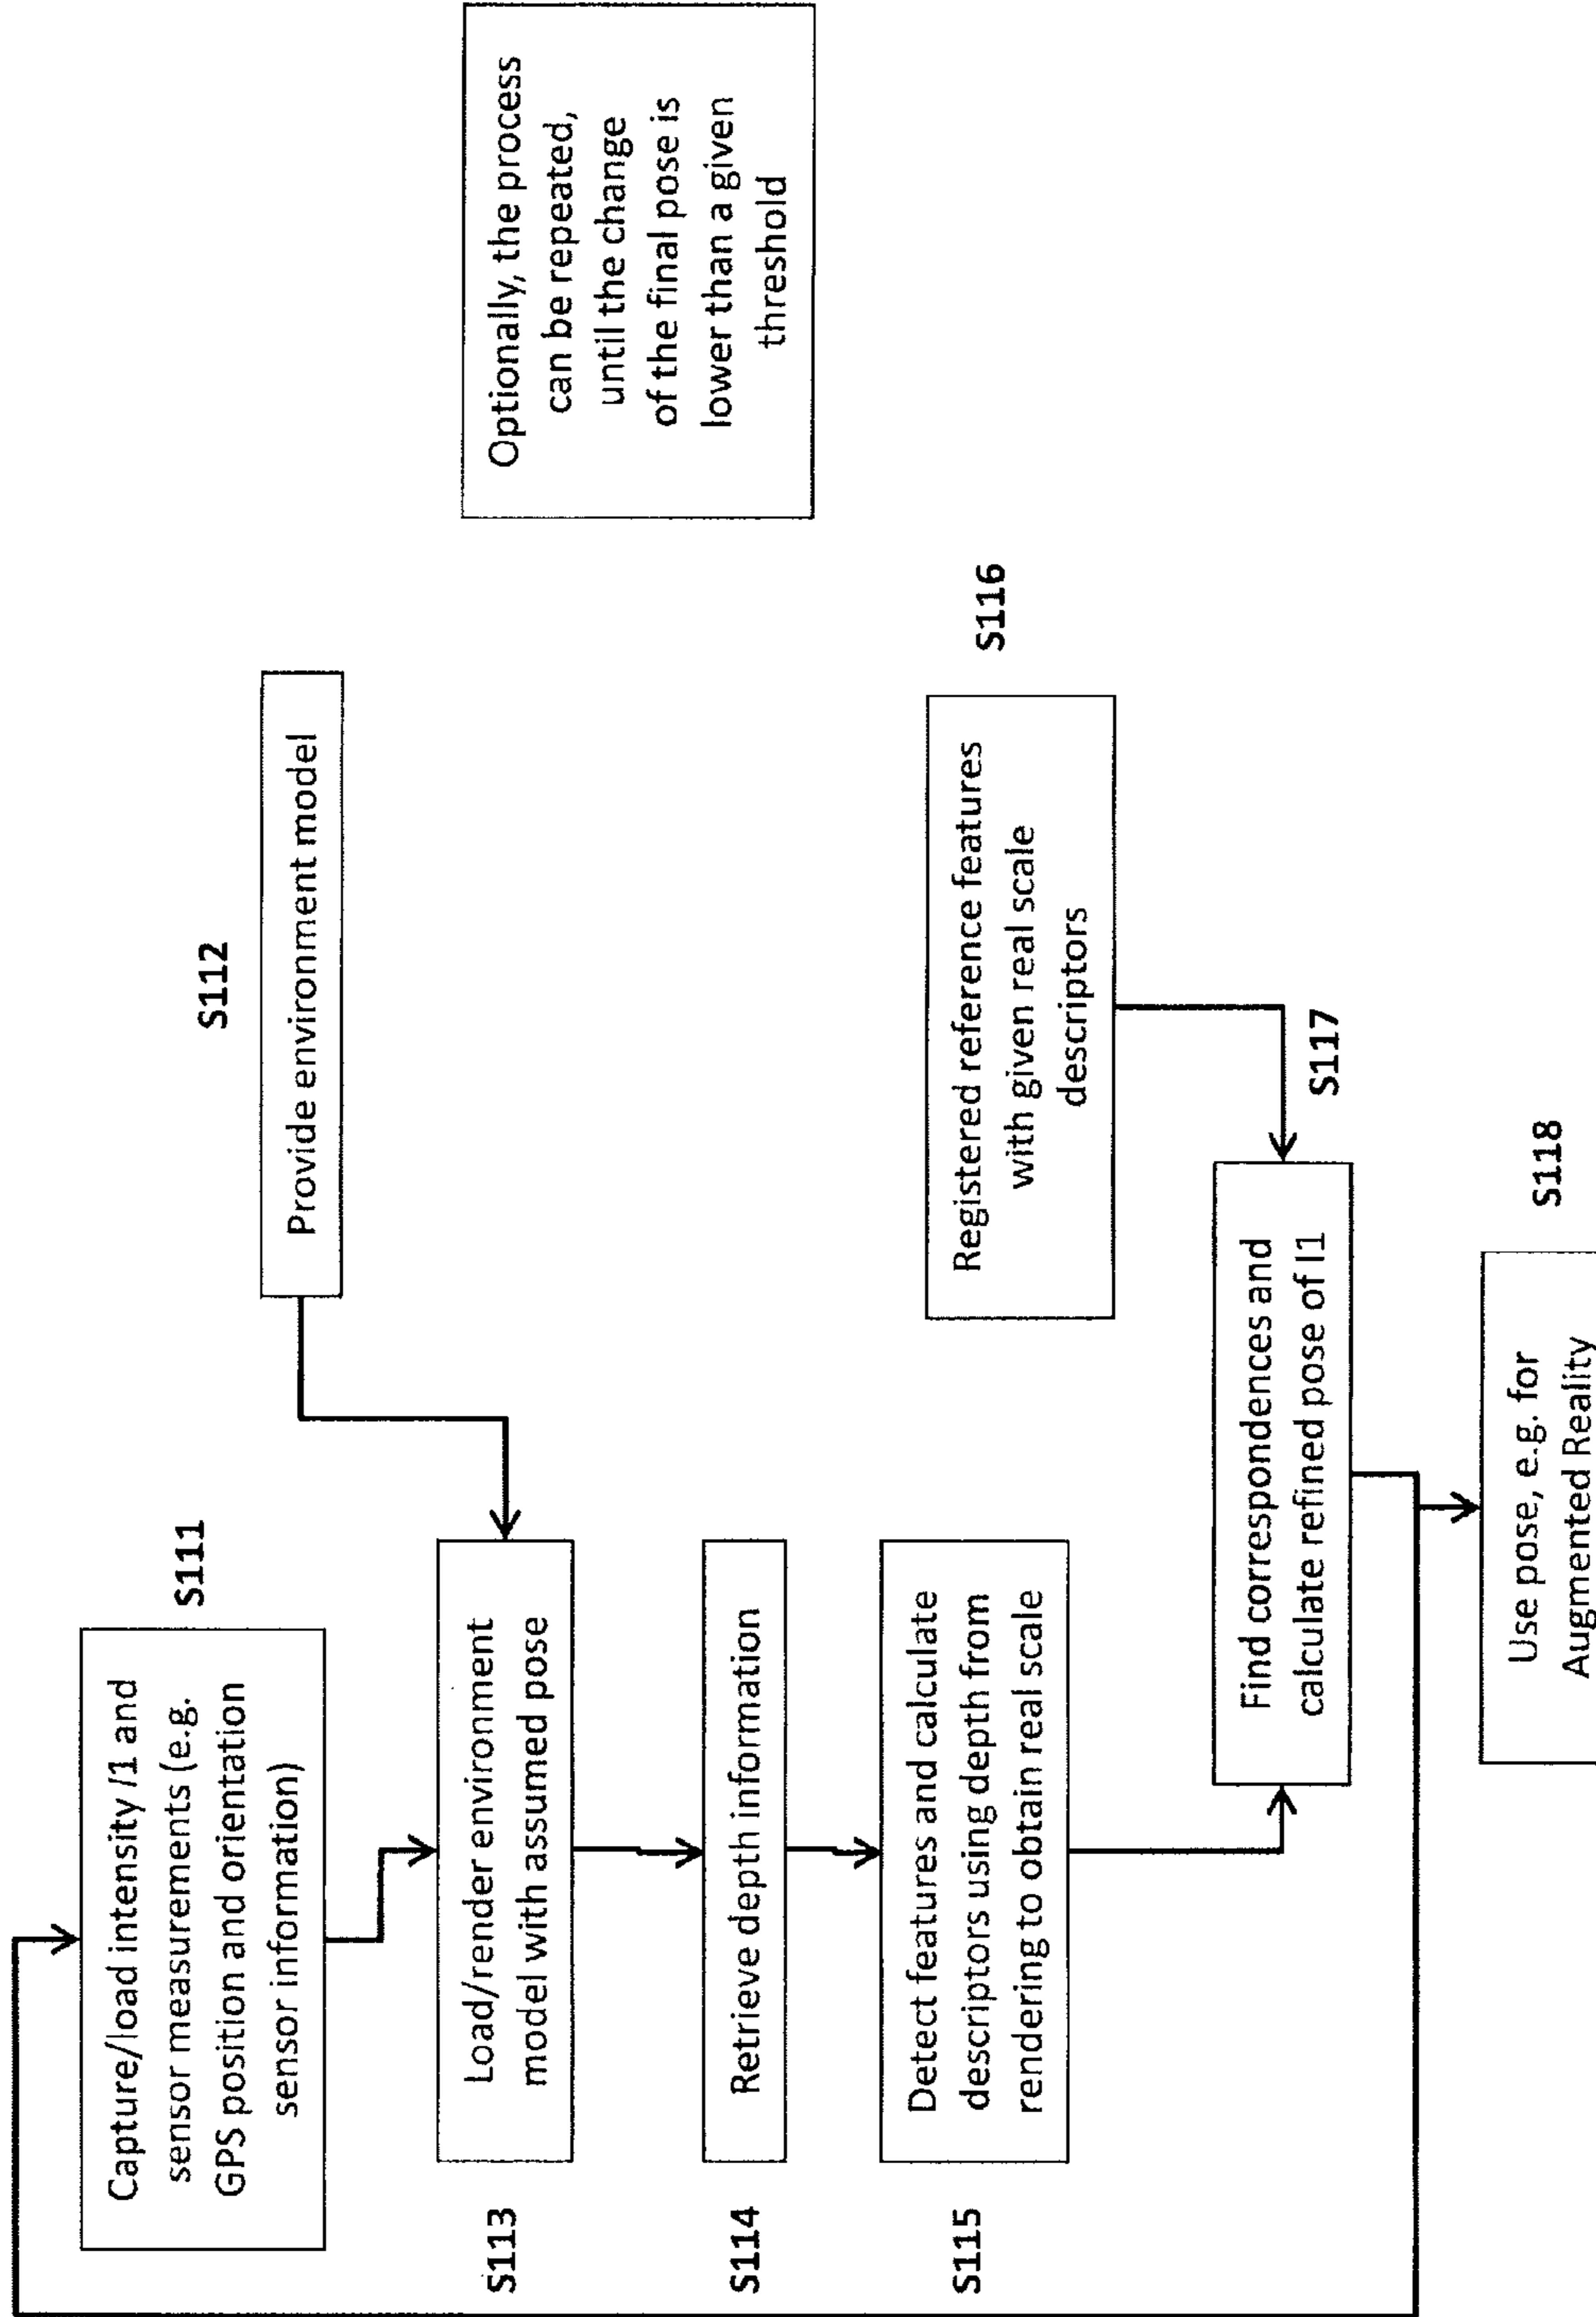 S111
Capture/load intensity I1 and
sensor measurements (e.g.
GPS position and orientation
sensor information)
S112
Provide environment model
S113
Load/render environment
model with assumed pose
Optionally, the process
can be repeated,
until the change
of the final pose is
lower than a given
threshold
S114
Retrieve depth information
S115
Detect features and calculate
descriptors using depth from
rendering to obtain real scale
S116
Registered reference features
with given real scale
descriptors
S117
Find correspondences and
calculate refined pose of I1
S118
Use pose, e.g. for
Augmented Reality